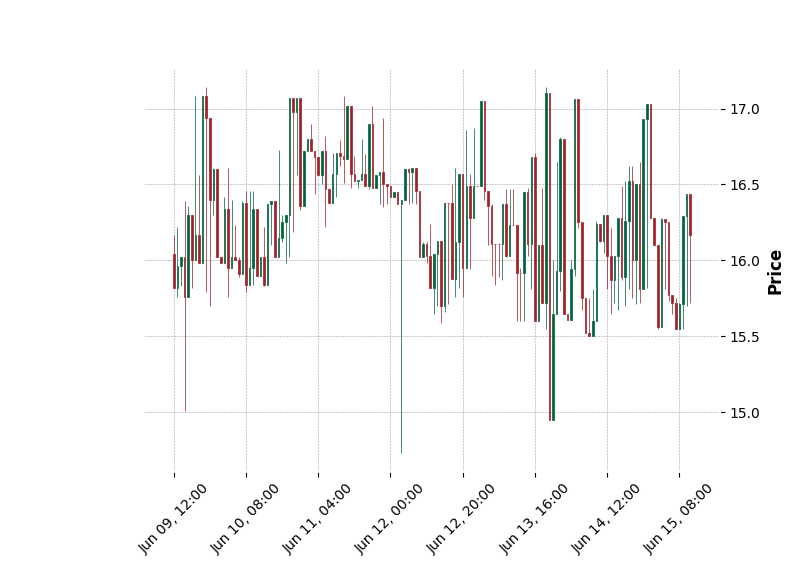 17.0
16.5
16.0
15.5
15.0
Price
Jun 09, 12:00
Jun 10, 08:00
Jun 11, 04:00
Jun 12, 00:00
Jun 12, 20:00
Jun 13, 16:00
Jun 14, 12:00
Jun 15, 08:00